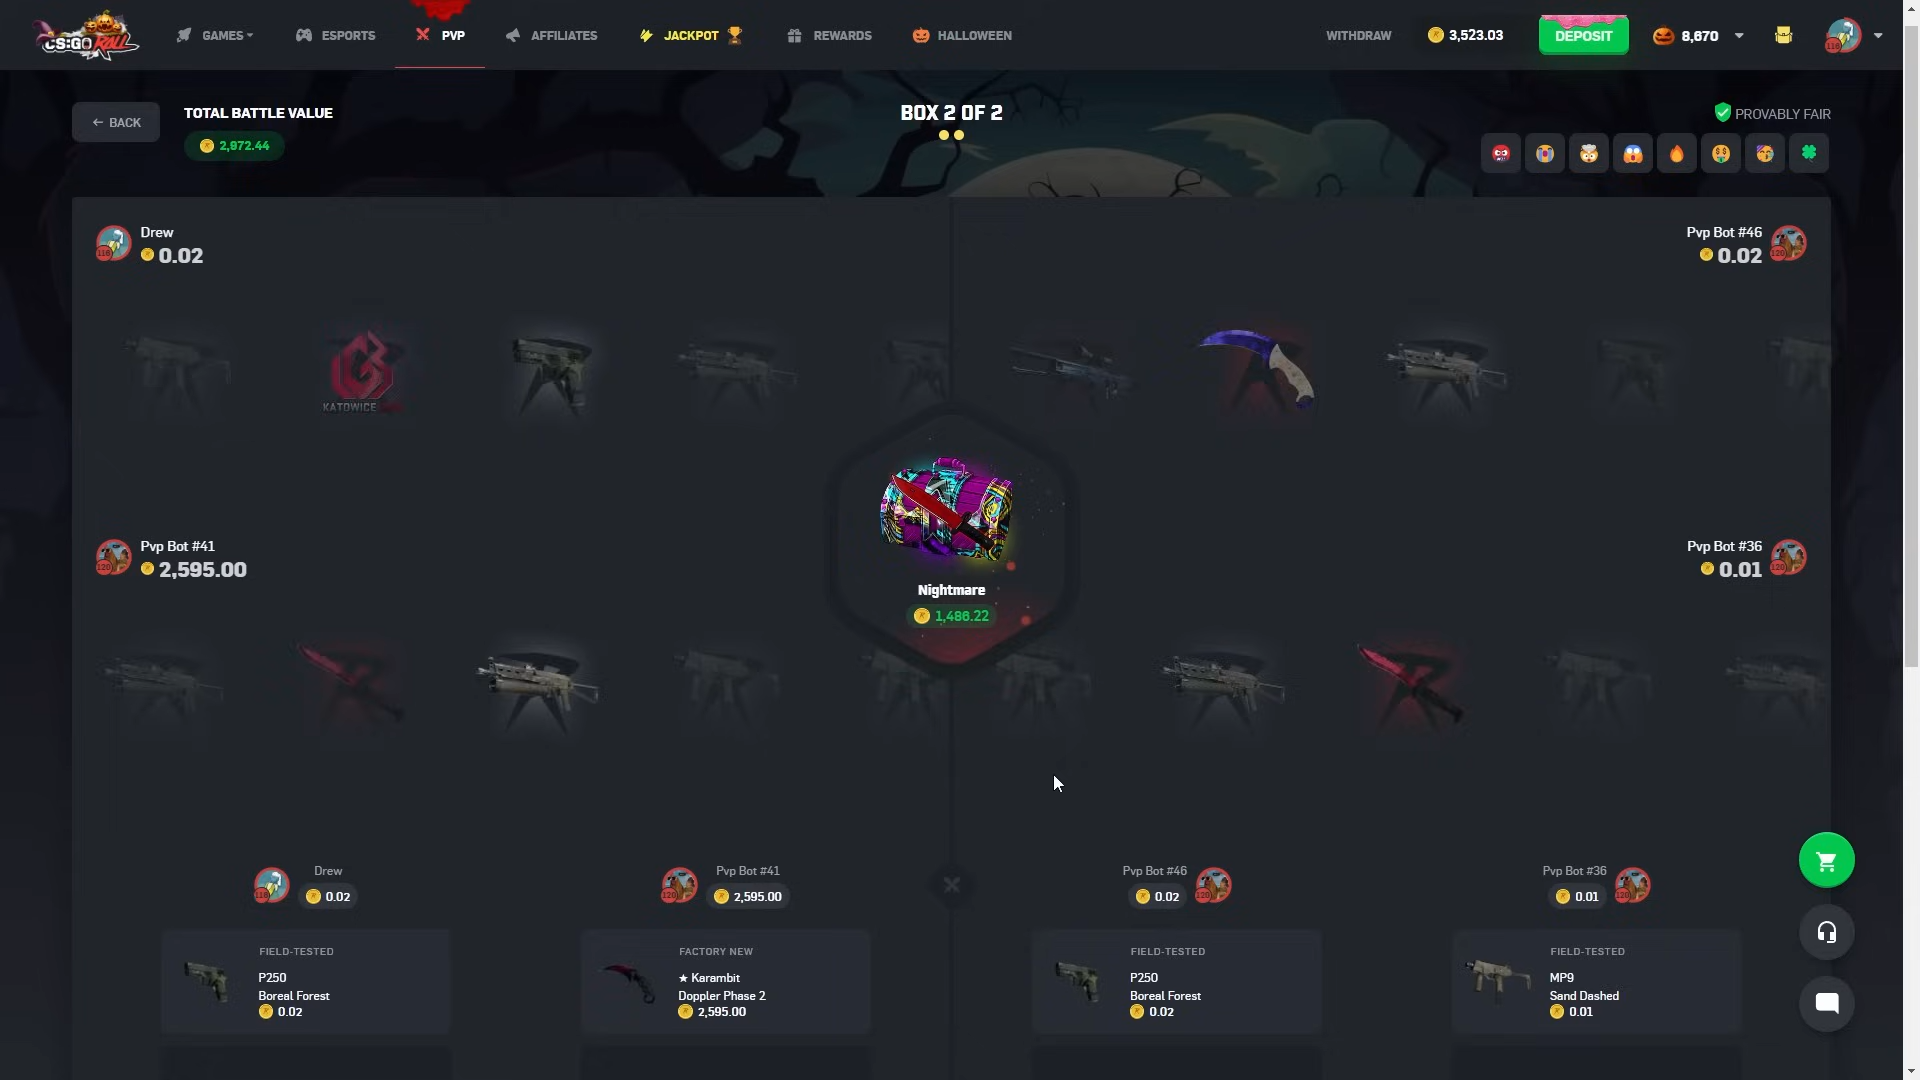 CS:GO ROLL
GAMES
ESPORTS
PVP
AFFILIATES
JACKPOT
REWARDS
HALLOWEEN
WITHDRAW
3,523.03
DEPOSIT
8,670
BACK
TOTAL BATTLE VALUE
2,972.44
BOX 2 OF 2
PROVABLY FAIR
Drew
0.02
Pvp Bot #46
0.02
KATOWICE
Pvp Bot #41
2,595.00
Pvp Bot #36
0.01
Nightmare
1,486.22
Drew
0.02
Pvp Bot #41
2,595.00
Pvp Bot #46
0.02
Pvp Bot #36
0.01
FIELD-TESTED
P250
Boreal Forest
0.02
FACTORY NEW
★ Karambit
Doppler Phase 2
2,595.00
FIELD-TESTED
P250
Boreal Forest
0.02
FIELD-TESTED
MP9
Sand Dashed
0.01